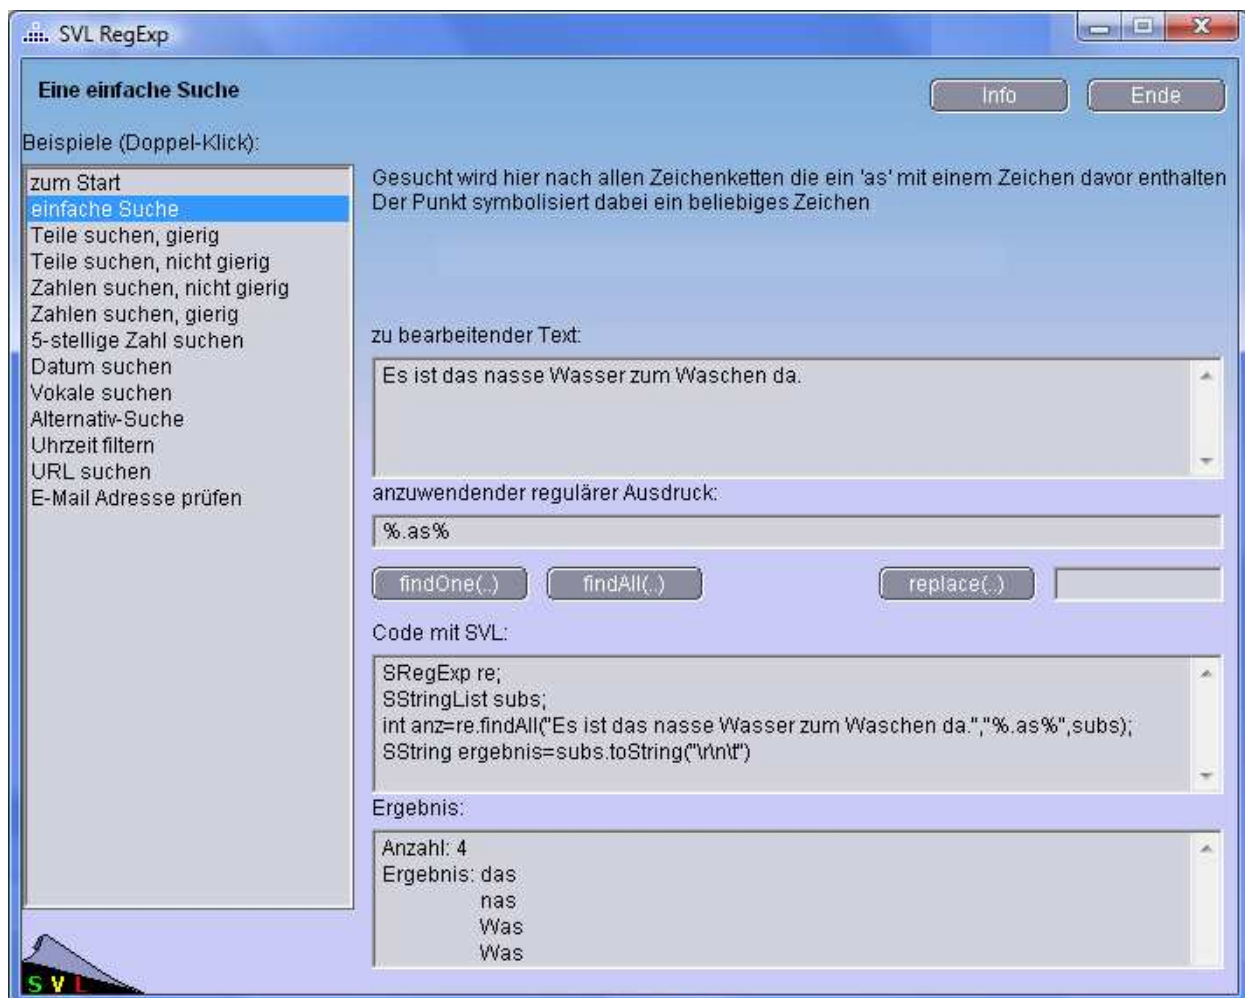 SVL RegExp
Eine einfache Suche
Info
Ende
Beispiele (Doppel-Klick):
zum Start
einfache Suche
Teile suchen, gierig
Teile suchen, nicht gierig
Zahlen suchen, nicht gierig
Zahlen suchen, gierig
5-stellige Zahl suchen
Datum suchen
Vokale suchen
Alternativ-Suche
Uhrzeit filtern
URL suchen
E-Mail Adresse prüfen
Gesucht wird hier nach allen Zeichenketten die ein 'as' mit einem Zeichen davor enthalten
Der Punkt symbolisiert dabei ein beliebiges Zeichen
zu bearbeitender Text:
Es ist das nasse Wasser zum Waschen da.
anzuwendender regulärer Ausdruck:
%.as%
findOne(..)
findAll(..)
replace(..)
Code mit SVL:
SRegExp re;
SStringList subs;
int anz=re.findAll("Es ist das nasse Wasser zum Waschen da.","%.as%",subs);
SString ergebnis=subs.toString("\r\n\t")
Ergebnis:
Anzahl: 4
Ergebnis: das
nas
Was
Was
SVL